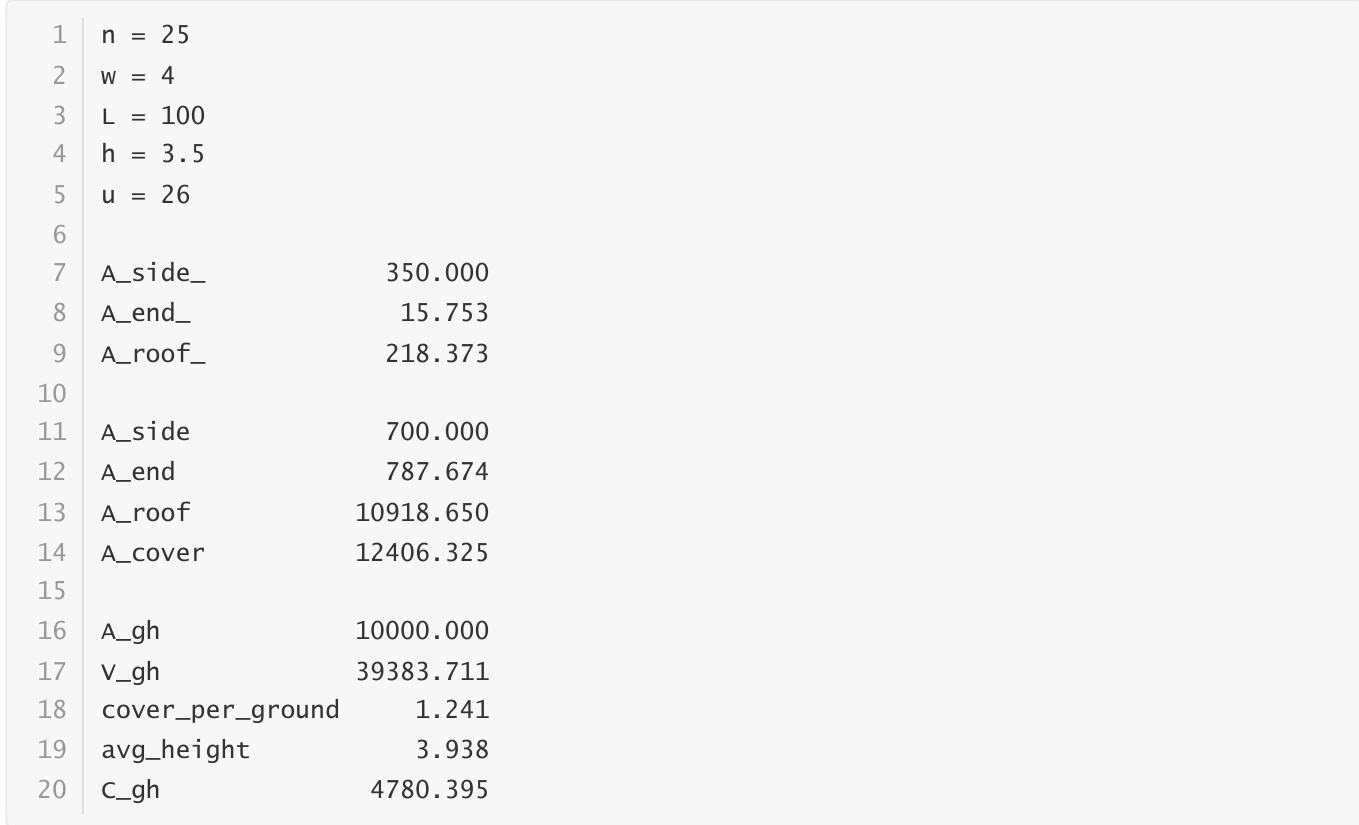 1 n = 25
2 w = 4
3 L = 100
4 h = 3.5
5 u = 26
6
7 A_side_ 350.000
8 A_end_ 15.753
9 A_roof_ 218.373
10
11 A_side 700.000
12 A_end 787.674
13 A_roof 10918.650
14 A_cover 12406.325
15
16 A_gh 10000.000
17 V_gh 39383.711
18 cover_per_ground 1.241
19 avg_height 3.938
20 C_gh 4780.395